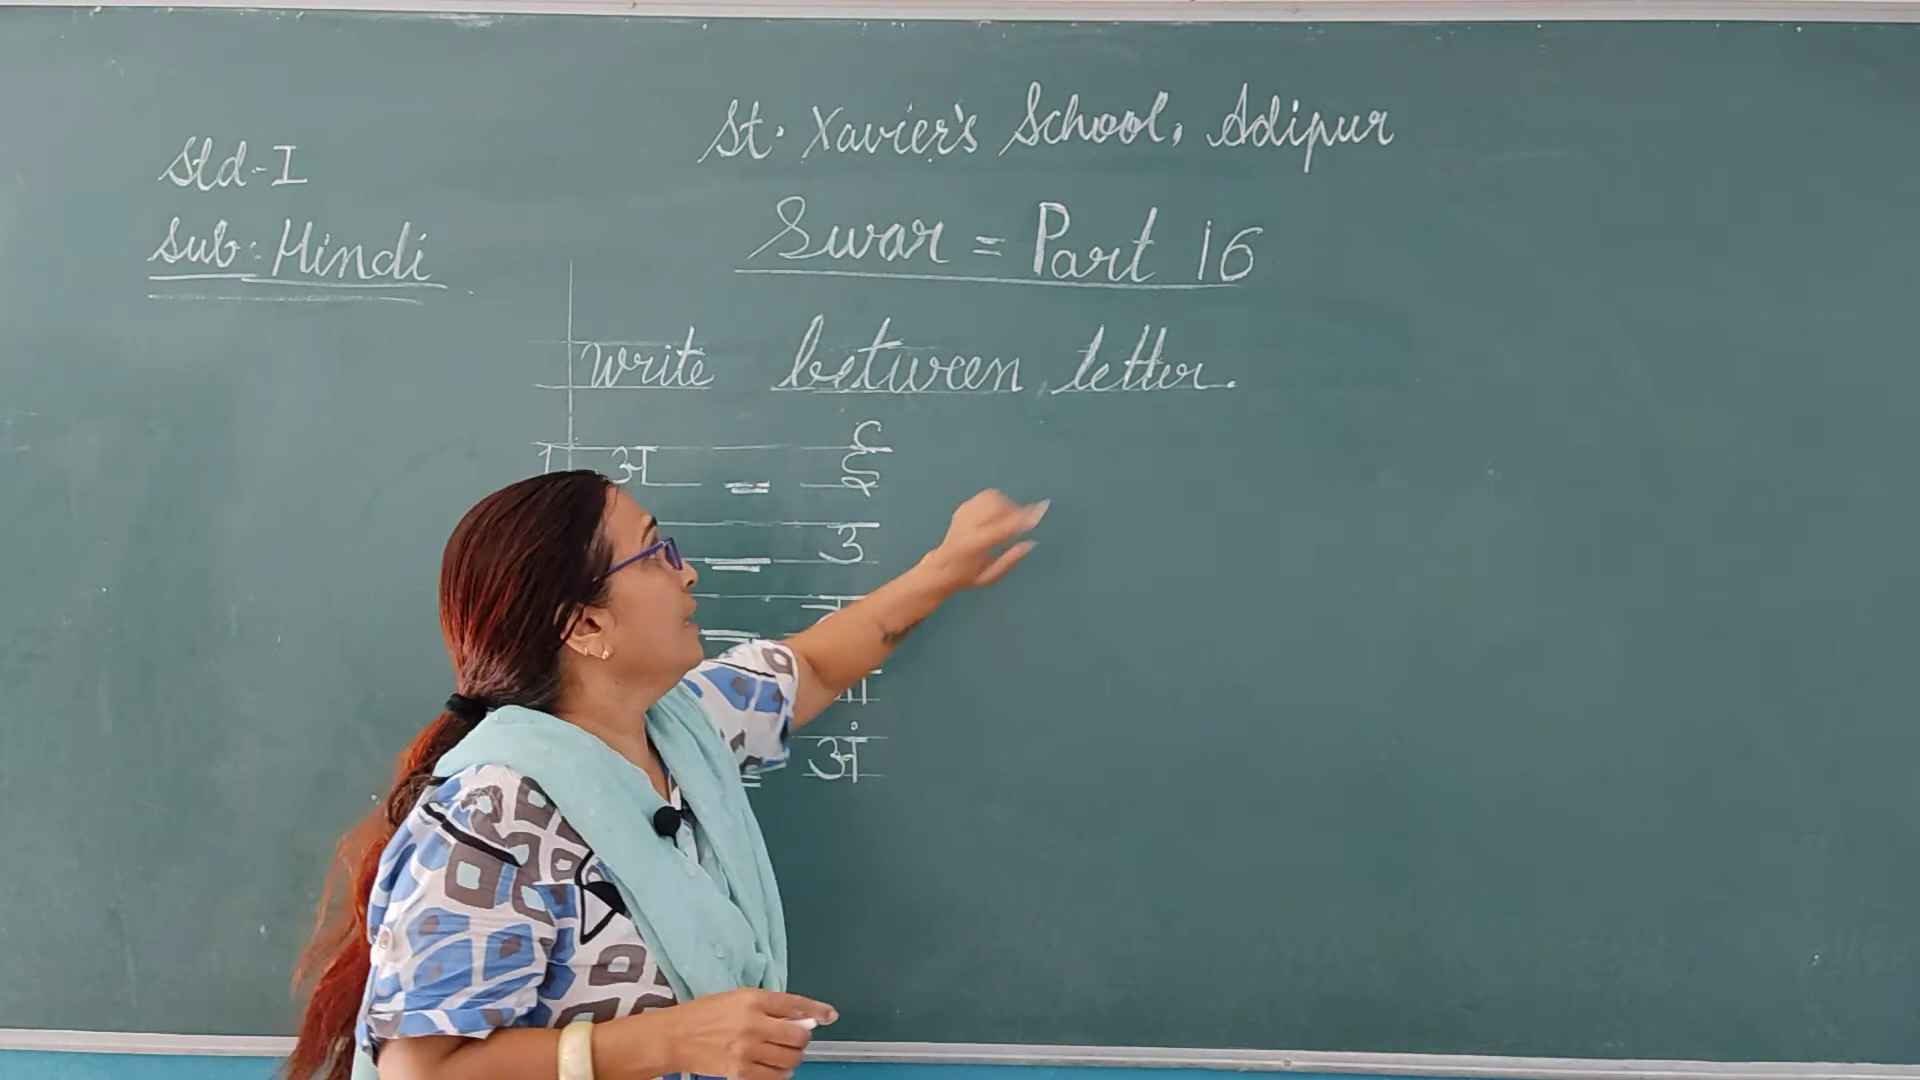 St. Xavier's School, Adipur
Std-I
Sub: Hindi
Swar = Part 16
Write between letter.
1 अ _ ई
_ उ
_
_ अं